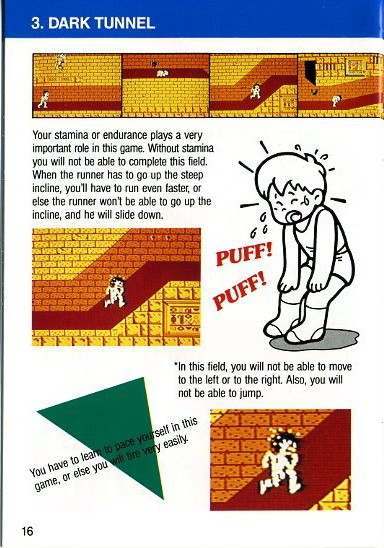 3. DARK TUNNEL
Your stamina or endurance plays a very
important role in this game. Without stamina
you will not be able to complete this field.
When the runner has to go up the steep
incline, you'll have to run even faster, or
else the runner won't be able to go up the
incline, and he will slide down.
PUFF!
PUFF!
*In this field, you will not be able to move
to the left or to the right. Also, you will
not be able to jump.
You have to learn to pace yourself in this
game, or else you will tire very easily.
16